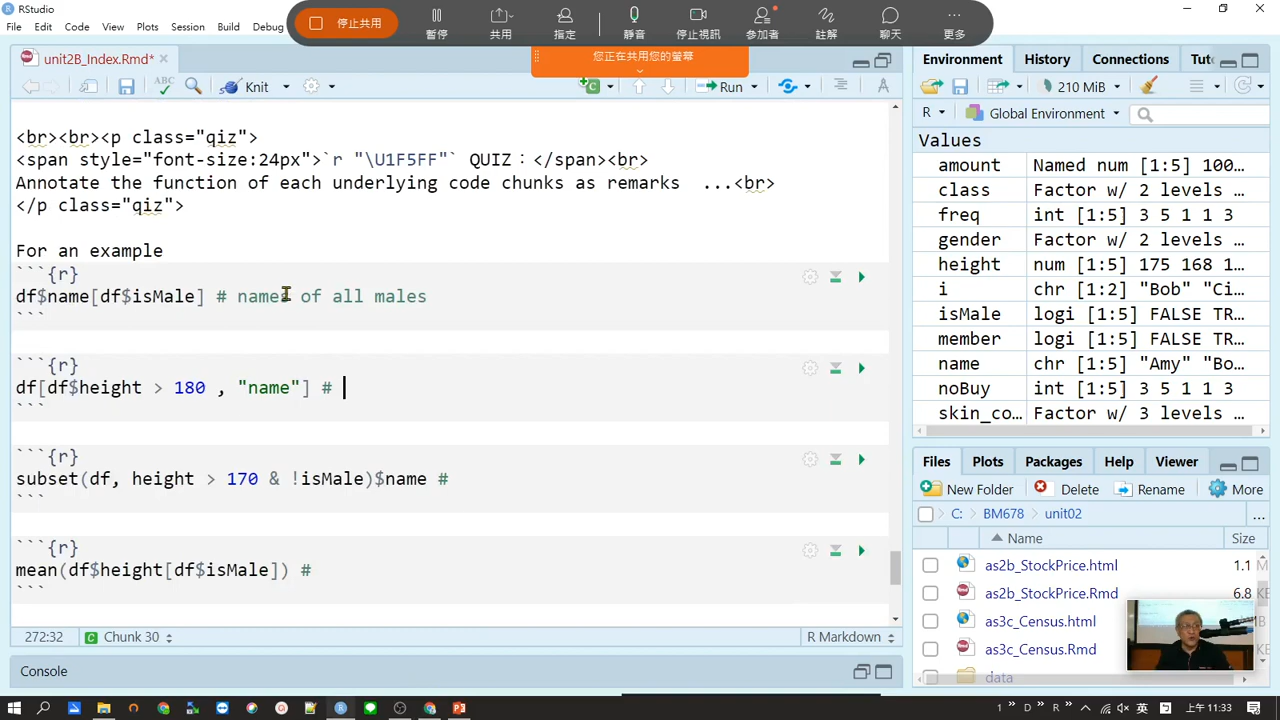 RStudio
File Edit Code View Plots Session Build Debug
停止共用 暫停 共用 指定 靜音 停止視訊 參加者 註解 聊天 更多
您正在共用您的螢幕
unit2B_Index.Rmd*
ABC Knit Run
<br><br><p class="qiz">
<span style="font-size:24px">`r "\U1F5FF"` QUIZ：</span><br>
Annotate the function of each underlying code chunks as remarks  ...<br>
</p class="qiz">
For an example
```{r}
df$name[df$isMale] # names of all males
```
```{r}
df[df$height > 180 , "name"] #
```
```{r}
subset(df, height > 170 & !isMale)$name #
```
```{r}
mean(df$height[df$isMale]) #
```
272:32 Chunk 30 R Markdown
Console
Environment History Connections
210 MiB
R Global Environment
Values
amount Named num [1:5] 100…
class Factor w/ 2 levels …
freq int [1:5] 3 5 1 1 3
gender Factor w/ 2 levels …
height num [1:5] 175 168 1…
i chr [1:2] "Bob" "Ci…
isMale logi [1:5] FALSE TR…
member logi [1:5] FALSE FA…
name chr [1:5] "Amy" "Bo…
noBuy int [1:5] 3 5 1 1 3
skin_co… Factor w/ 3 levels …
Files Plots Packages Help Viewer
New Folder Delete Rename More
C: BM678 unit02 ...
Name Size
as2b_StockPrice.html 1.1
as2b_StockPrice.Rmd 6.8
as3c_Census.html
as3c_Census.Rmd
data
英 上午 11:33